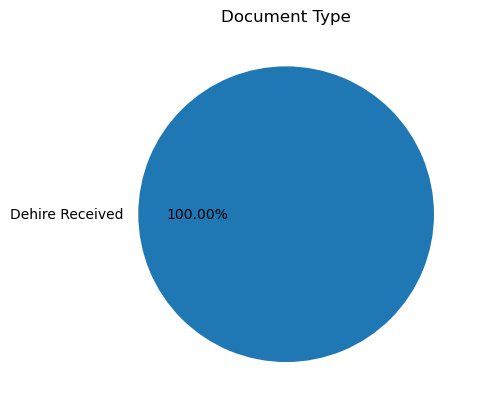 Document Type
Dehire Received
100.00%